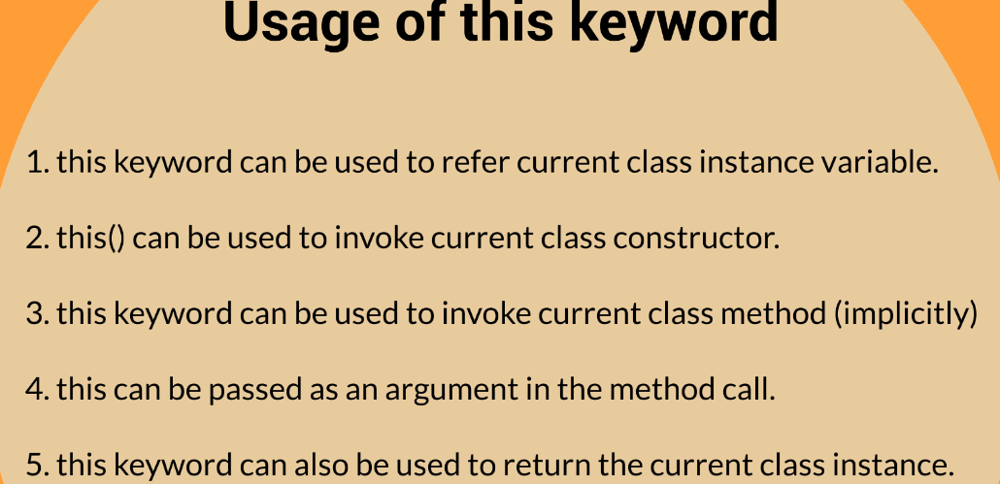 Usage of this keyword
1. this keyword can be used to refer current class instance variable.
2. this() can be used to invoke current class constructor.
3. this keyword can be used to invoke current class method (implicitly)
4. this can be passed as an argument in the method call.
5. this keyword can also be used to return the current class instance.